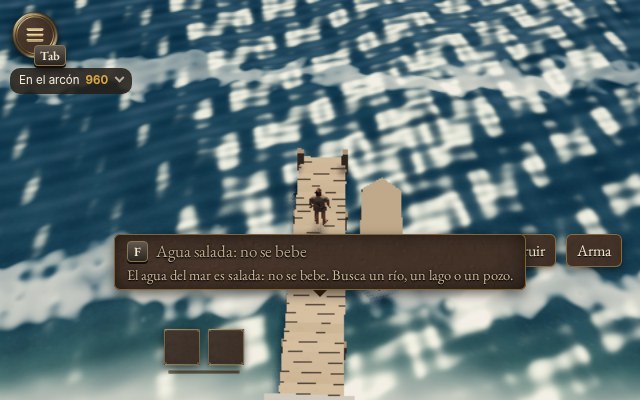 Tab
En el arcón 960
F Agua salada: no se bebe
El agua del mar es salada: no se bebe. Busca un río, un lago o un pozo.
ruir
Arma